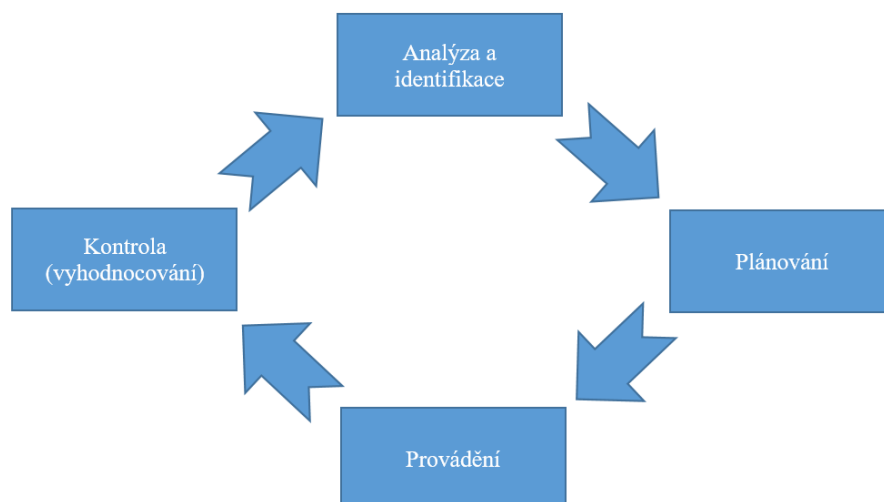 Analýza a
identifikace
Kontrola
(vyhodnocování)
Plánování
Provádění